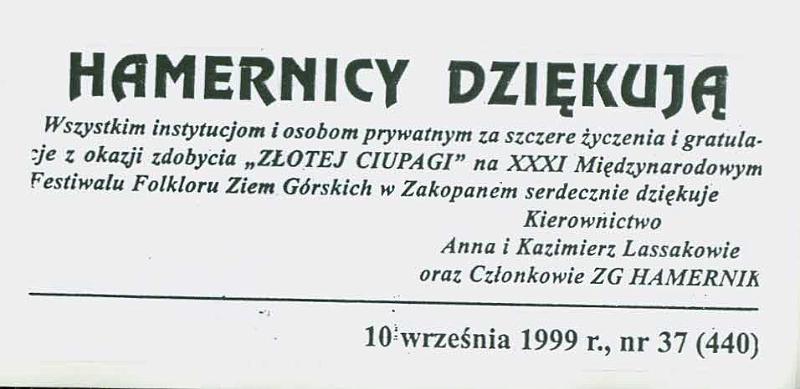 HAMERNICY DZIĘKUJĄ
Wszystkim instytucjom i osobom prywatnym za szczere życzenia i gratula-
cje z okazji zdobycia „ZŁOTEJ CIUPAGI” na XXXI Międzynarodowym
Festiwalu Folkloru Ziem Górskich w Zakopanem serdecznie dziękuje
Kierownictwo
Anna i Kazimierz Lassakowie
oraz Członkowie ZG HAMERNIK
10 września 1999 r., nr 37 (440)